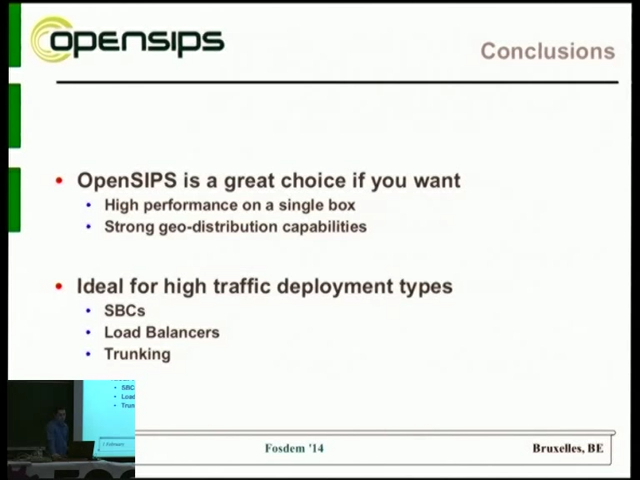 opensips
Conclusions
• OpenSIPS is a great choice if you want
• High performance on a single box
• Strong geo-distribution capabilities
• Ideal for high traffic deployment types
• SBCs
• Load Balancers
• Trunking
Fosdem '14
Bruxelles, BE